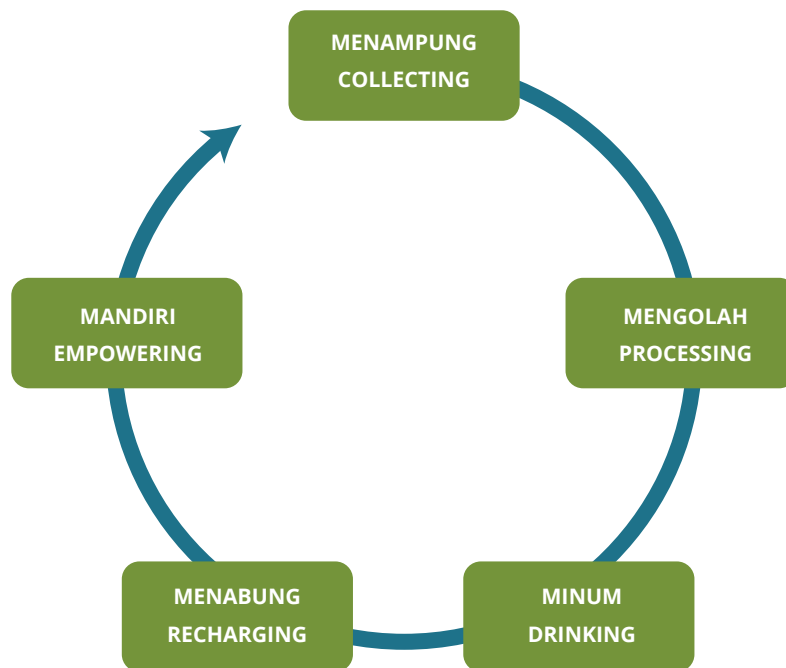 MENAMPUNG
COLLECTING
MENGOLAH
PROCESSING
MINUM
DRINKING
MENABUNG
RECHARGING
MANDIRI
EMPOWERING